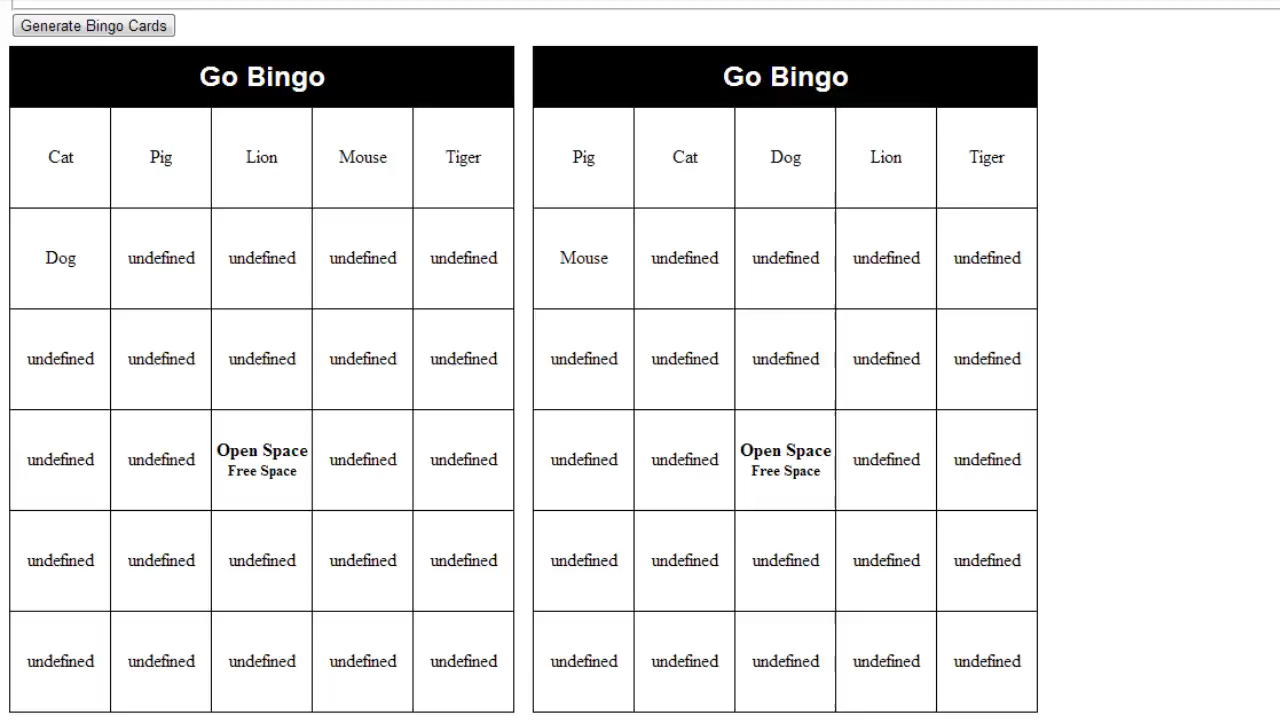 Generate Bingo Cards
Go Bingo
Cat Pig Lion Mouse Tiger
Dog undefined undefined undefined undefined
undefined undefined undefined undefined undefined
undefined undefined Open Space undefined undefined
Free Space
undefined undefined undefined undefined undefined
undefined undefined undefined undefined undefined
Go Bingo
Pig Cat Dog Lion Tiger
Mouse undefined undefined undefined undefined
undefined undefined undefined undefined undefined
undefined undefined Open Space undefined undefined
Free Space
undefined undefined undefined undefined undefined
undefined undefined undefined undefined undefined